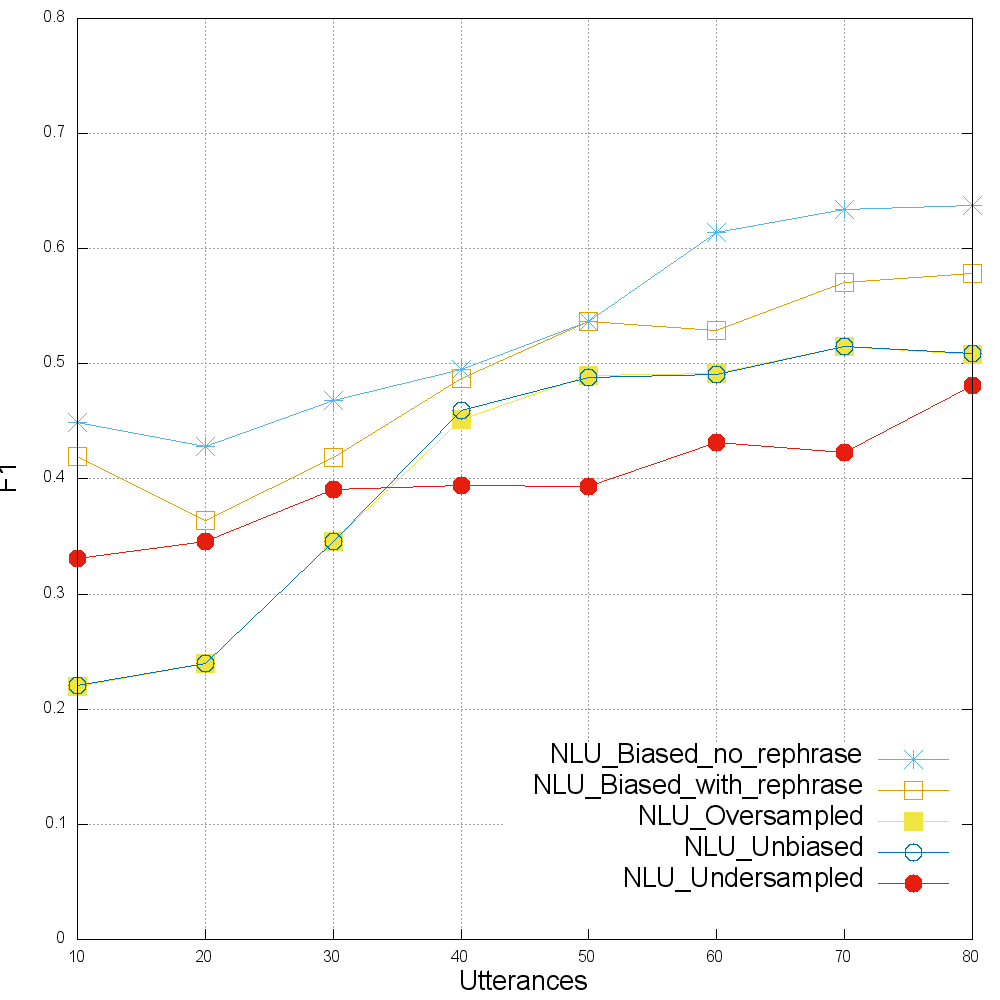 0.8
0.7
0.6
0.5
0.4
0.3
0.2
0.1
0
F1
NLU_Biased_no_rephrase
NLU_Biased_with_rephrase
NLU_Oversampled
NLU_Unbiased
NLU_Undersampled
10 20 30 40 50 60 70 80
Utterances